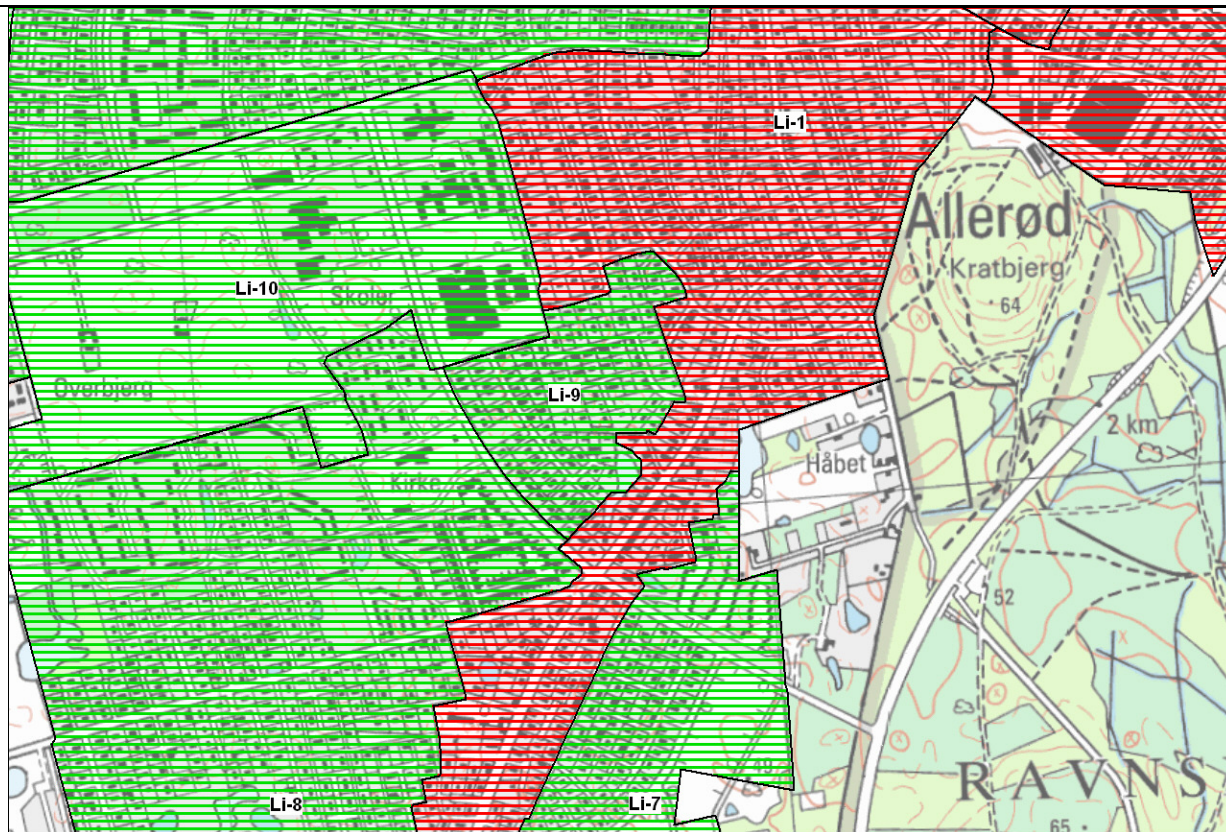 Li-1
Allerød
Kratbjerg
64
Li-10
Skoler
Overbjerg
Li-9
2 km
Håbet
Kirke
52
49
RAVNS
Li-8
Li-7
65